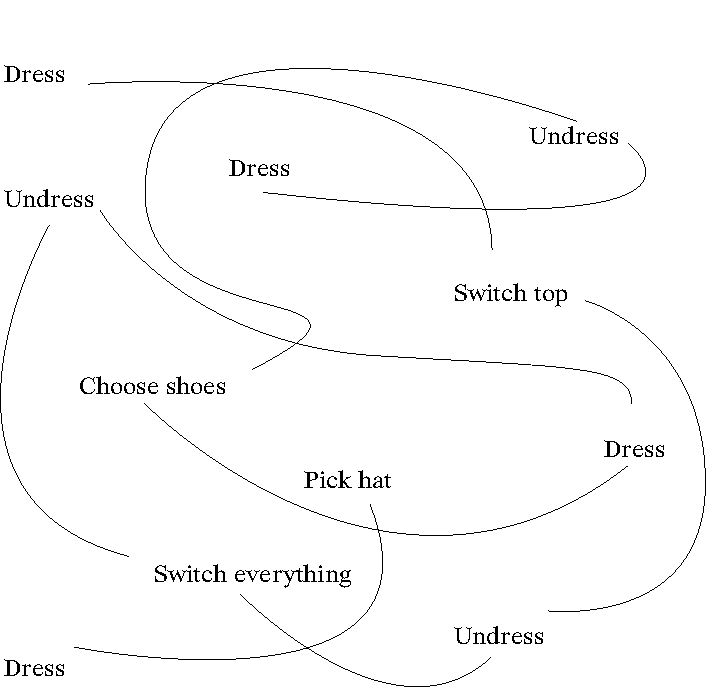 Dress
Undress
Dress
Undress
Switch top
Choose shoes
Dress
Pick hat
Switch everything
Undress
Dress